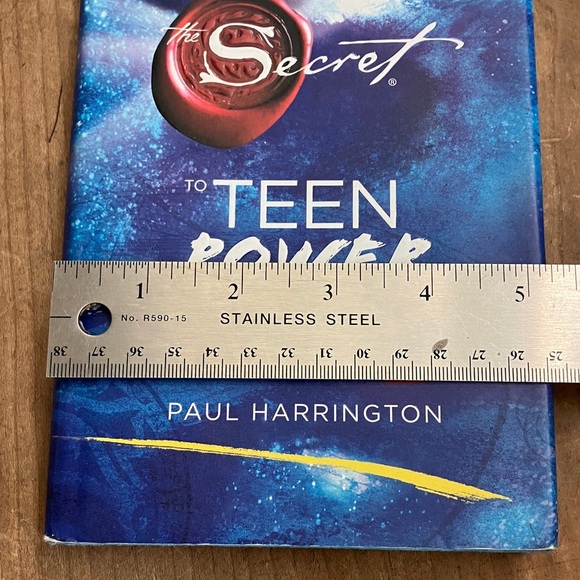 the Secret®
TO TEEN
POWER
1 2 3 4 5
No. R590-15 STAINLESS STEEL
38 37 36 35 34 33 32 31 30 29 28 27 26 25
PAUL HARRINGTON